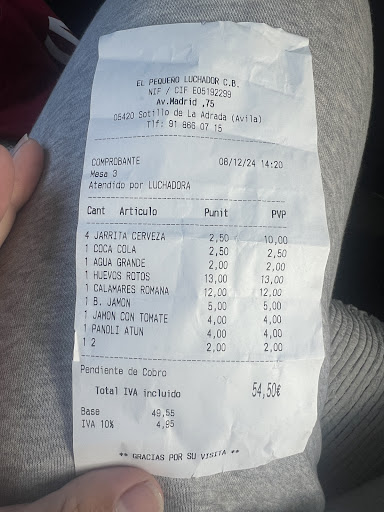 EL PEQUEÑO LUCHADOR C.B.
NIF / CIF E05192299
Av.Madrid ,75
05420 Sotillo de La Adrada (Avila)
Tlf: 91 866 07 15
COMPROBANTE 08/12/24 14:20
Mesa 3
Atendido por LUCHADORA
Cant Artículo Punit PVP
4 JARRITA CERVEZA 2,50 10,00
1 COCA COLA 2,50 2,50
1 AGUA GRANDE 2,00 2,00
1 HUEVOS ROTOS 13,00 13,00
1 CALAMARES ROMANA 12,00 12,00
1 B. JAMON 5,00 5,00
1 JAMON CON TOMATE 4,00 4,00
1 PANOLI ATUN 4,00 4,00
1 2 2,00 2,00
Pendiente de Cobro
Total IVA incluido 54,50€
Base 49,55
IVA 10% 4,95
** GRACIAS POR SU VISITA **